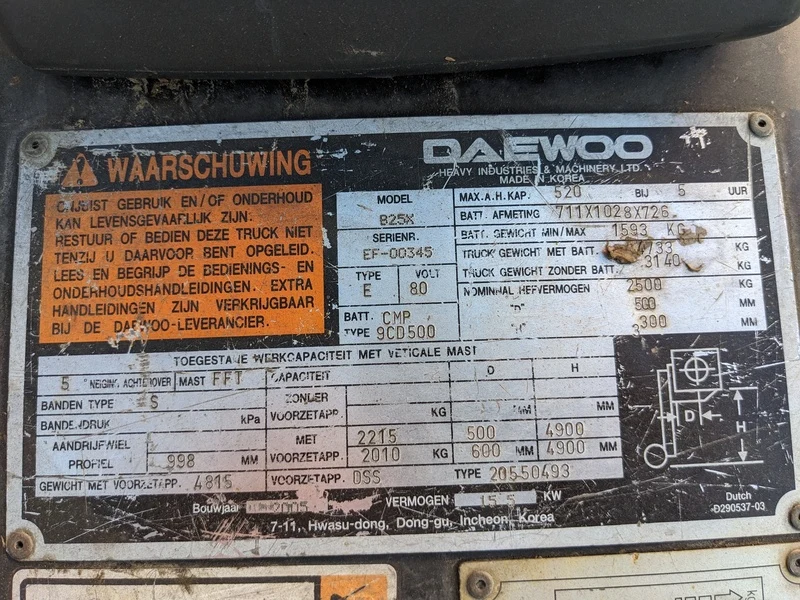 WAARSCHUWING
ONJUIST GEBRUIK EN/OF ONDERHOUD
KAN LEVENSGEVAARLIJK ZIJN.
BESTUUR OF BEDIEN DEZE TRUCK NIET
TENZIJ U DAARVOOR BENT OPGELEID.
LEES EN BEGRIJP DE BEDIENINGS- EN
ONDERHOUDSHANDLEIDINGEN. EXTRA
HANDLEIDINGEN ZIJN VERKRIJGBAAR
BIJ DE DAEWOO-LEVERANCIER.
DAEWOO
HEAVY INDUSTRIES & MACHINERY LTD.
MADE IN KOREA
MODEL
B25X
SERIENR.
EF-00345
TYPE VOLT
E 80
BATT. CMP
TYPE 9CD500
MAX.A.H.KAP. 520 BIJ 5 UUR
BATT. AFMETING 711X1028X726
BATT. GEWICHT MIN/MAX 1593 KG
TRUCK GEWICHT MET BATT. 4733 KG
TRUCK GEWICHT ZONDER BATT. 3140 KG
NOMINAAL HEFVERMOGEN 2500 KG
"D" 500 MM
"H" MM
TOEGESTANE WERKCAPACITEIT MET VETICALE MAST
5 ° NEIGING ACHTEROVER MAST FFT CAPACITEIT D H
BANDEN TYPE S ZONDER VOORZETAPP. KG MM MM
BANDENDRUK kPa
AANDRIJFWIEL PROFIEL 998 MM
MET 2215 500 4900 MM
VOORZETAPP. 2010 KG 600 MM 4900 MM
GEWICHT MET VOORZETAPP. 4815 VOORZETAPP. DSS TYPE 20550493
Bouwjaar 2005 VERMOGEN 15.5 KW
7-11, Hwasu-dong, Dong-gu, Incheon, Korea
D
H
Dutch
D290537-03